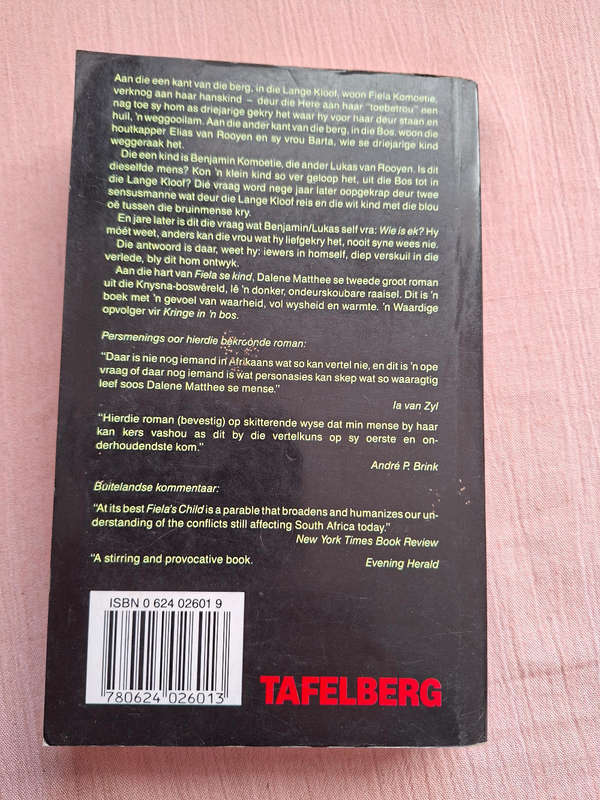 Aan die een kant van die berg, in die Lange Kloof, woon Fiela Komoetie,
verknog aan haar hanskind – deur die Here aan haar "toebetrou" een
nag toe sy hom as driejarige gekry het waar hy voor haar deur staan en
huil, 'n weggooilam. Aan die ander kant van die berg, in die Bos, woon die
houtkapper Elias van Rooyen en sy vrou Barta, wie se driejarige kind
weggeraak het.
Die een kind is Benjamin Komoetie, die ander Lukas van Rooyen. Is dit
dieselfde mens? Kon 'n klein kind so ver geloop het, uit die Bos tot in
die Lange Kloof? Dié vraag word nege jaar later oopgekrap deur twee
sensusmanne wat deur die Lange Kloof reis en die wit kind met die blou
oë tussen die bruinmense kry.
En jare later is dit die vraag wat Benjamin/Lukas self vra: Wie is ek? Hy
móét weet, anders kan die vrou wat hy liefgekry het, nooit syne wees nie.
Die antwoord is daar, weet hy: iewers in homself, diep verskuil in die
verlede, bly dit hom ontwyk.
Aan die hart van Fiela se kind, Dalene Matthee se tweede groot roman
uit die Knysna-boswêreld, lê 'n donker, ondeurskoubare raaisel. Dit is 'n
boek met 'n gevoel van waarheid, vol wysheid en warmte. 'n Waardige
opvolger vir Kringe in 'n bos.
Persmenings oor hierdie bekroonde roman:
"Daar is nie nog iemand in Afrikaans wat so kan vertel nie, en dit is 'n ope
vraag of daar nog iemand is wat personasies kan skep wat so waaragtig
leef soos Dalene Matthee se mense."
Ia van Zyl
"Hierdie roman (bevestig) op skitterende wyse dat min mense by haar
kan kers vashou as dit by die vertelkuns op sy oerste en on-
derhoudendste kom."
André P. Brink
Buitelandse kommentaar:
"At its best Fiela's Child is a parable that broadens and humanizes our un-
derstanding of the conflicts still affecting South Africa today."
New York Times Book Review
"A stirring and provocative book.
Evening Herald
ISBN 0 624 02601 9
9 780624 026013
TAFELBERG